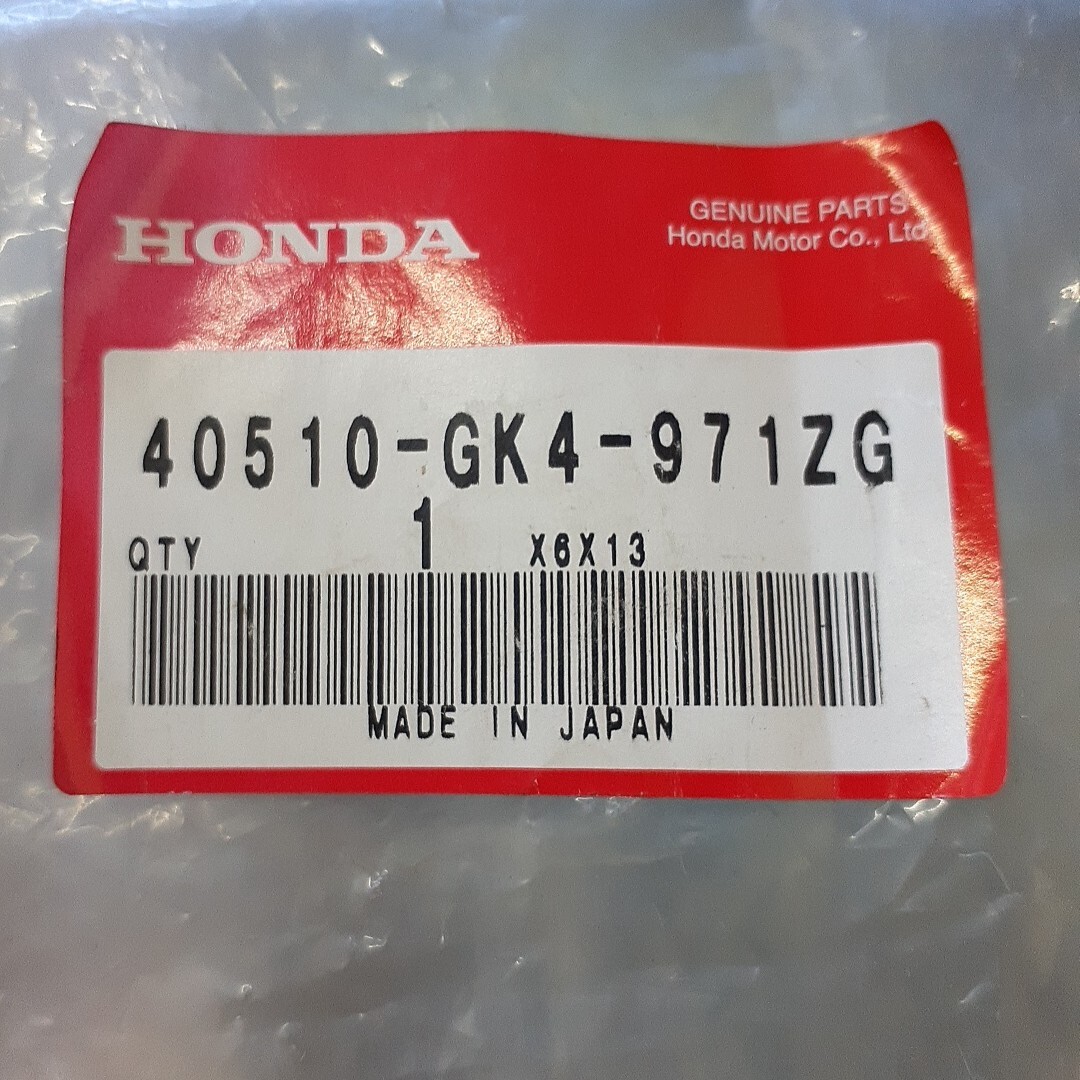 HONDA
GENUINE PARTS
Honda Motor Co., Ltd.
40510-GK4-971ZG
QTY 1 X6X13
MADE IN JAPAN